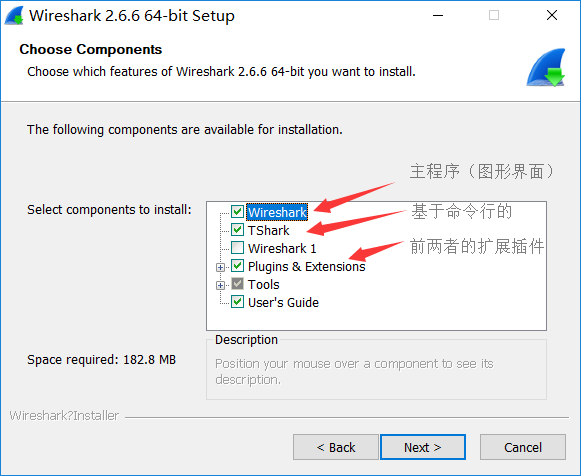 Wireshark 2.6.6 64-bit Setup
Choose Components
Choose which features of Wireshark 2.6.6 64-bit you want to install.
The following components are available for installation.
主程序（图形界面）
Select components to install:
Wireshark
基于命令行的
TShark
Wireshark 1
前两者的扩展插件
Plugins & Extensions
Tools
User's Guide
Space required: 182.8 MB
Description
Position your mouse over a component to see its
description.
Wireshark?Installer
< Back
Next >
Cancel